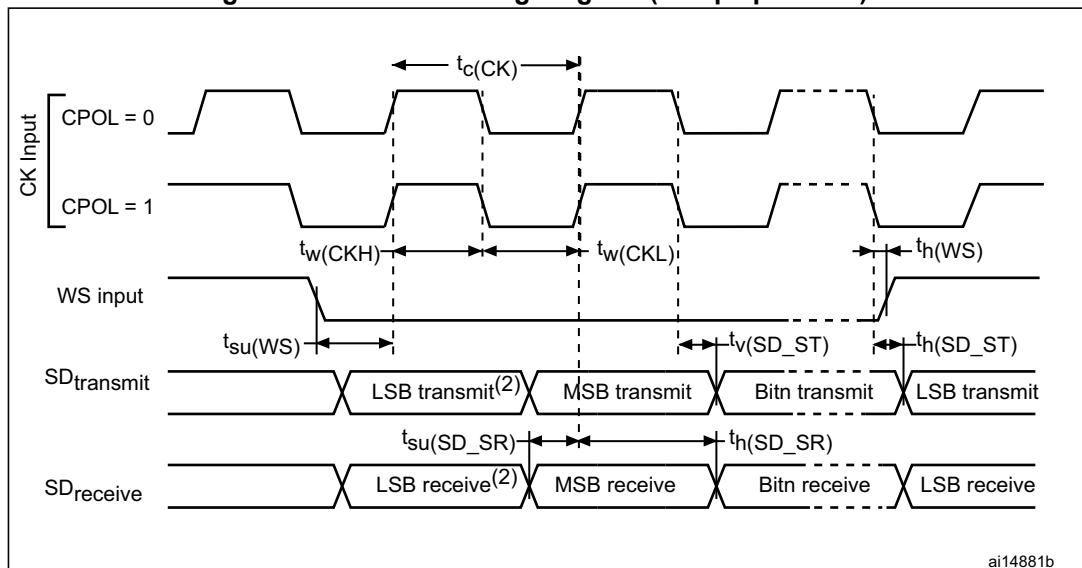 tc(CK)
CK Input
CPOL = 0
CPOL = 1
tw(CKH)
tw(CKL)
th(WS)
WS input
tsu(WS)
tv(SD_ST)
th(SD_ST)
SDtransmit
LSB transmit(2)
MSB transmit
Bitn transmit
LSB transmit
tsu(SD_SR)
th(SD_SR)
SDreceive
LSB receive(2)
MSB receive
Bitn receive
LSB receive
ai14881b